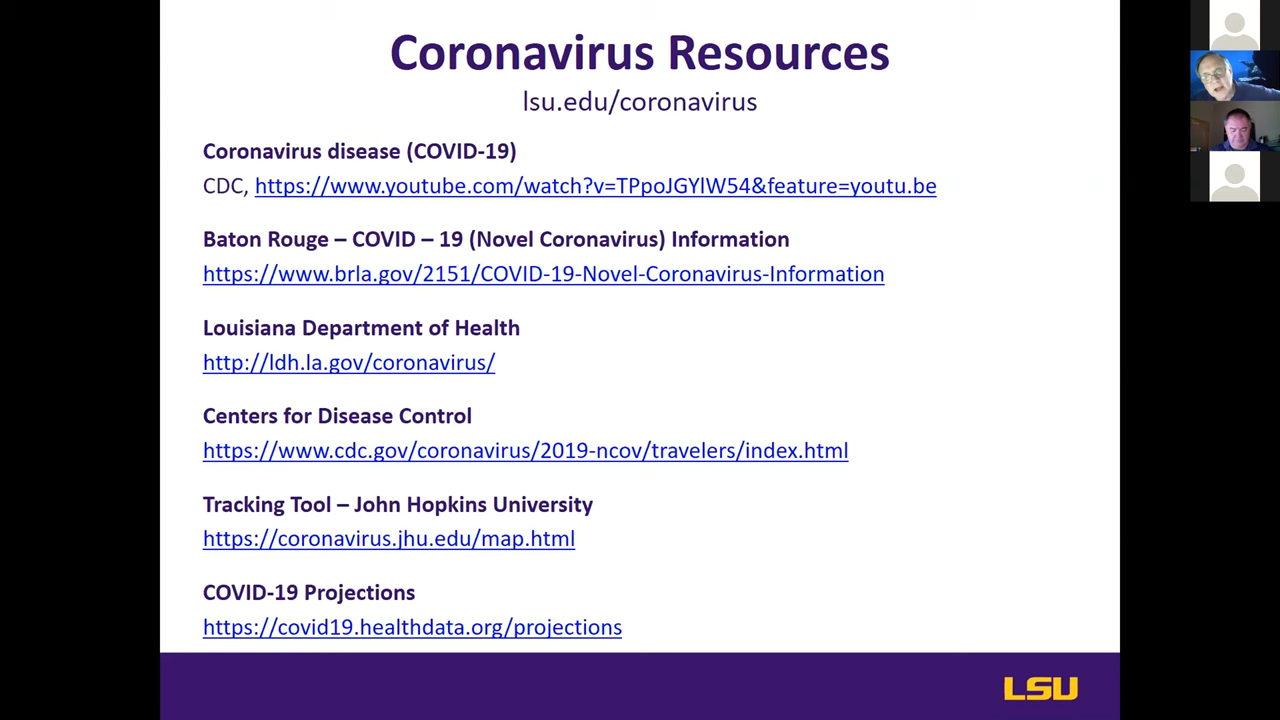 Coronavirus Resources
lsu.edu/coronavirus
Coronavirus disease (COVID-19)
CDC, https://www.youtube.com/watch?v=TPpoJGYlW54&feature=youtu.be
Baton Rouge – COVID – 19 (Novel Coronavirus) Information
https://www.brla.gov/2151/COVID-19-Novel-Coronavirus-Information
Louisiana Department of Health
http://ldh.la.gov/coronavirus/
Centers for Disease Control
https://www.cdc.gov/coronavirus/2019-ncov/travelers/index.html
Tracking Tool – John Hopkins University
https://coronavirus.jhu.edu/map.html
COVID-19 Projections
https://covid19.healthdata.org/projections
LSU